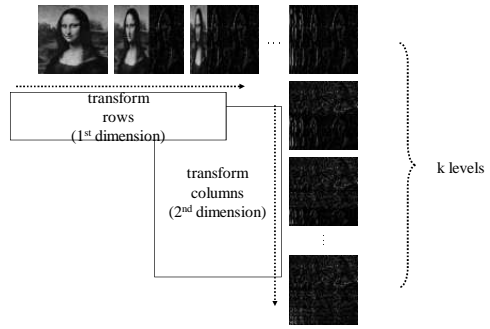 ...
transform
rows
(1st dimension)
transform
columns
(2nd dimension)
k levels
...